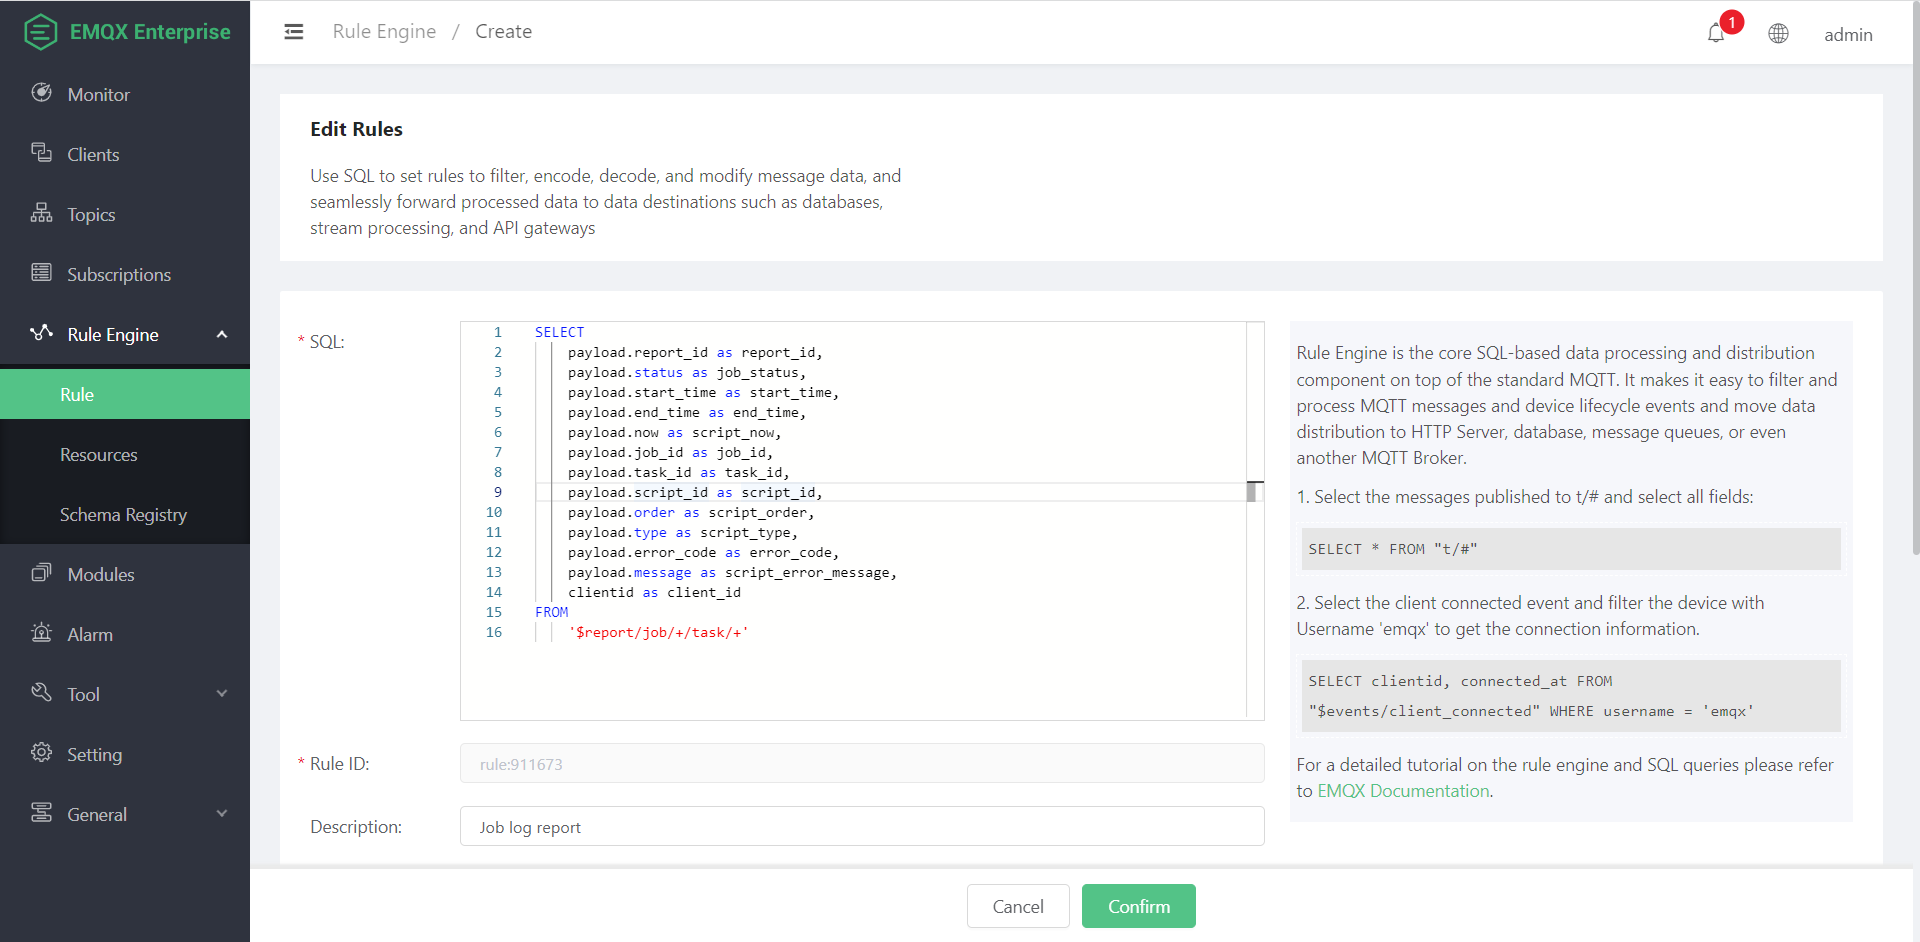 EMQX Enterprise
Rule Engine / Create
1
admin
Monitor
Clients
Topics
Subscriptions
Rule Engine
Rule
Resources
Schema Registry
Modules
Alarm
Tool
Setting
General
Edit Rules
Use SQL to set rules to filter, encode, decode, and modify message data, and
seamlessly forward processed data to data destinations such as databases,
stream processing, and API gateways
* SQL:
1 SELECT
2 payload.report_id as report_id,
3 payload.status as job_status,
4 payload.start_time as start_time,
5 payload.end_time as end_time,
6 payload.now as script_now,
7 payload.job_id as job_id,
8 payload.task_id as task_id,
9 payload.script_id as script_id,
10 payload.order as script_order,
11 payload.type as script_type,
12 payload.error_code as error_code,
13 payload.message as script_error_message,
14 clientid as client_id
15 FROM
16 '$report/job/+/task/+'
Rule Engine is the core SQL-based data processing and distribution
component on top of the standard MQTT. It makes it easy to filter and
process MQTT messages and device lifecycle events and move data
distribution to HTTP Server, database, message queues, or even
another MQTT Broker.
1. Select the messages published to t/# and select all fields:
SELECT * FROM "t/#"
2. Select the client connected event and filter the device with
Username 'emqx' to get the connection information.
SELECT clientid, connected_at FROM
"$events/client_connected" WHERE username = 'emqx'
For a detailed tutorial on the rule engine and SQL queries please refer
to EMQX Documentation.
* Rule ID:
rule:911673
Description:
Job log report
Cancel
Confirm